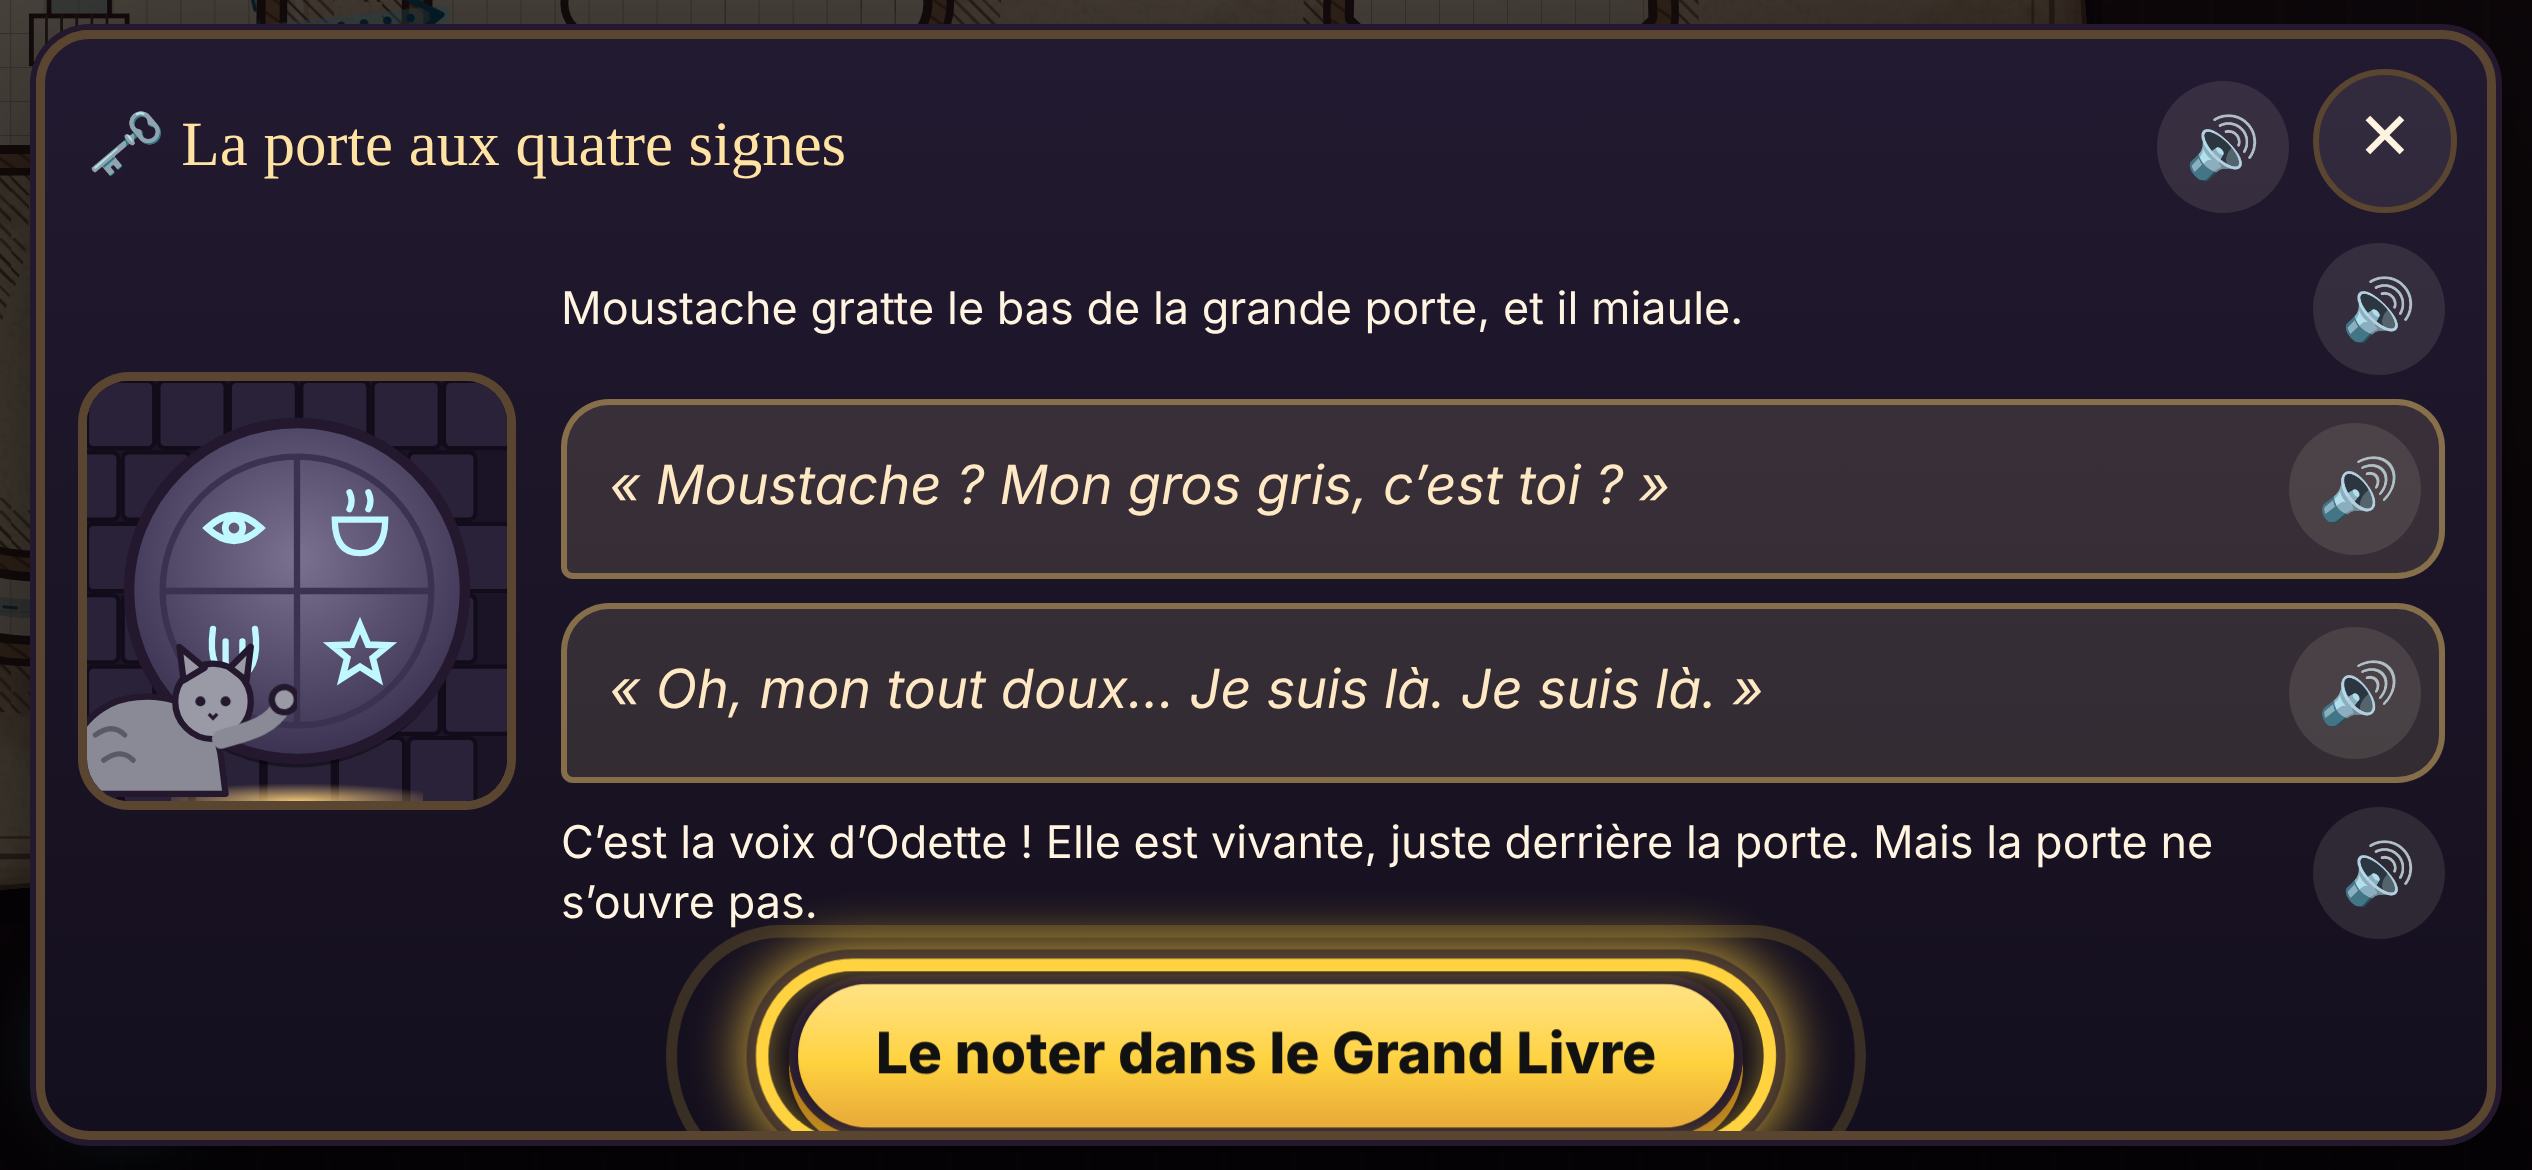 La porte aux quatre signes
Moustache gratte le bas de la grande porte, et il miaule.
« Moustache ? Mon gros gris, c’est toi ? »
« Oh, mon tout doux... Je suis là. Je suis là. »
C’est la voix d’Odette ! Elle est vivante, juste derrière la porte. Mais la porte ne
s’ouvre pas.
Le noter dans le Grand Livre